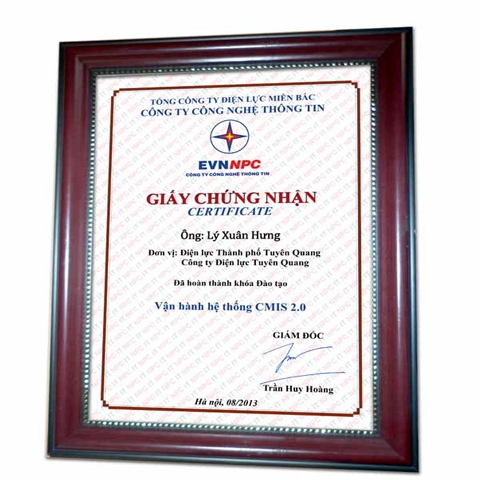 TỔNG CÔNG TY ĐIỆN LỰC MIỀN BẮC
CÔNG TY CÔNG NGHỆ THÔNG TIN
EVNNPC
CÔNG TY CÔNG NGHỆ THÔNG TIN
GIẤY CHỨNG NHẬN
CERTIFICATE
Ông: Lý Xuân Hưng
Đơn vị: Điện lực Thành phố Tuyên Quang
Công ty Điện lực Tuyên Quang
Đã hoàn thành khóa Đào tạo
Vận hành hệ thống CMIS 2.0
GIÁM ĐỐC
Trần Huy Hoàng
Hà nội, 08/2013